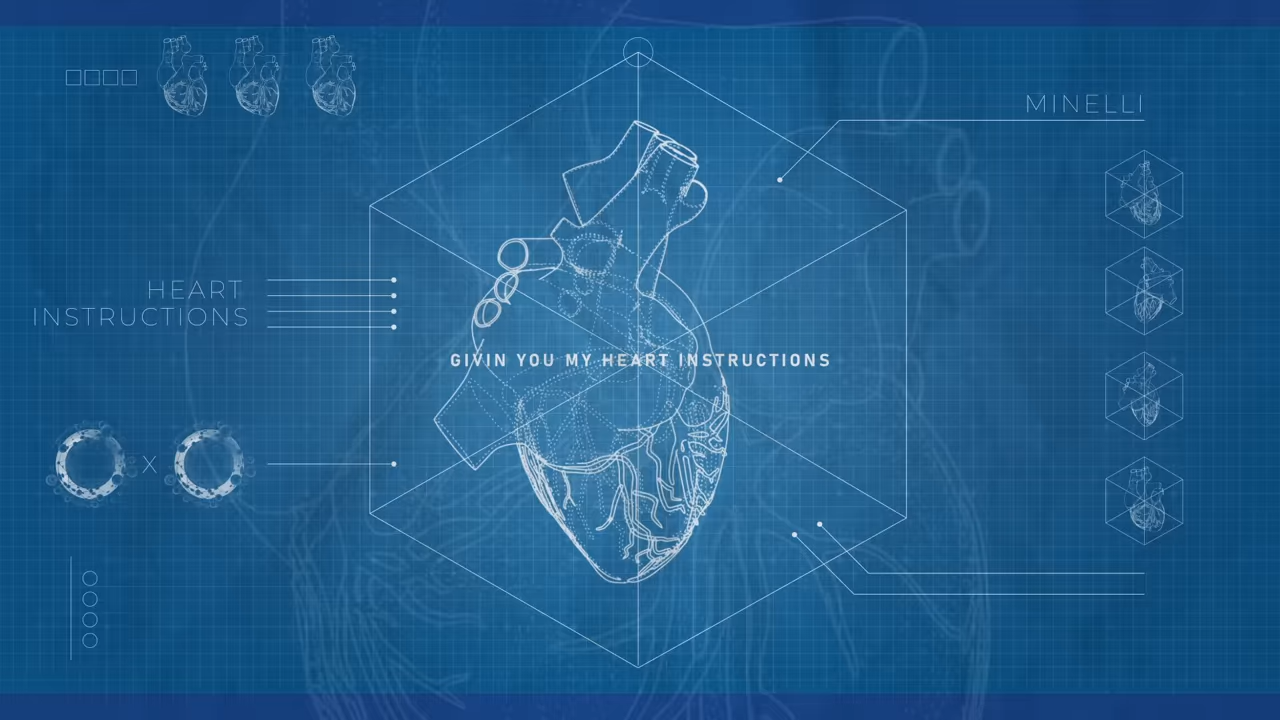 MINELLI
HEART
INSTRUCTIONS
GIVIN YOU MY HEART INSTRUCTIONS
X